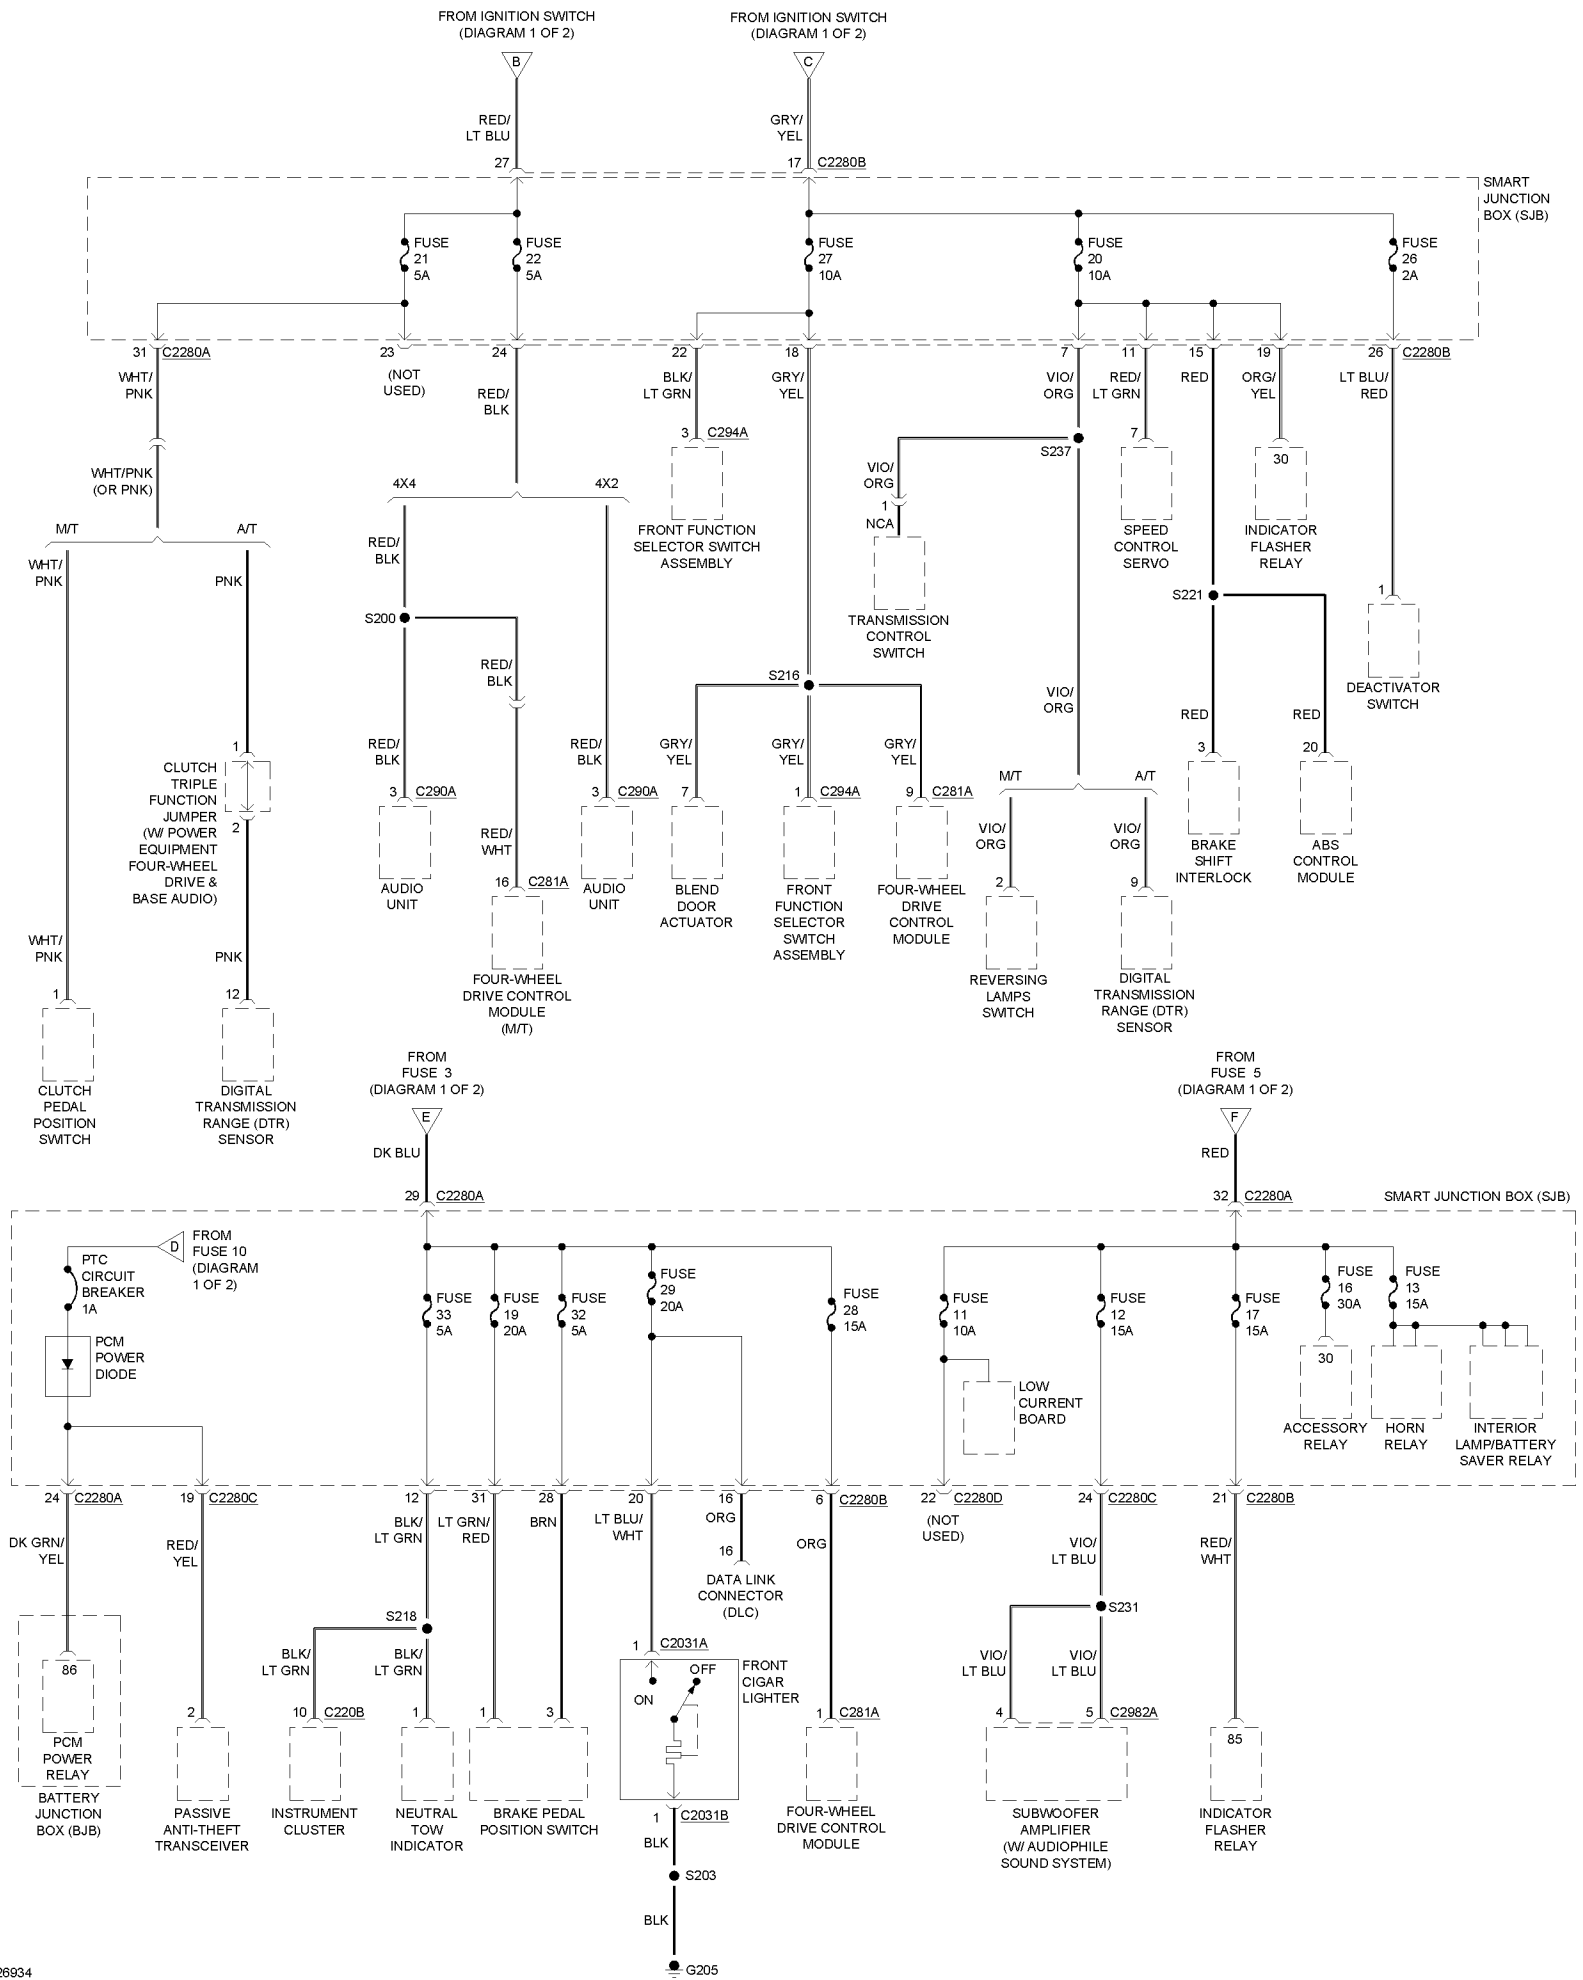 FROM IGNITION SWITCH
(DIAGRAM 1 OF 2)
FROM IGNITION SWITCH
(DIAGRAM 1 OF 2)
B
C
RED/
LT BLU
GRY/
YEL
27
17
C2280B
SMART
JUNCTION
BOX (SJB)
FUSE
21
5A
FUSE
22
5A
FUSE
27
10A
FUSE
20
10A
FUSE
26
2A
31
C2280A
23
24
22
18
7
11
15
19
26
C2280B
WHT/
PNK
(NOT
USED)
RED/
BLK
BLK/
LT GRN
GRY/
YEL
VIO/
ORG
RED/
LT GRN
RED
ORG/
YEL
LT BLU/
RED
3
C294A
S237
7
30
WHT/PNK
(OR PNK)
4X4
4X2
VIO/
ORG
1
NCA
FRONT FUNCTION
SELECTOR SWITCH
ASSEMBLY
SPEED
CONTROL
SERVO
INDICATOR
FLASHER
RELAY
M/T
A/T
WHT/
PNK
PNK
RED/
BLK
S200
RED/
BLK
TRANSMISSION
CONTROL
SWITCH
S221
1
DEACTIVATOR
SWITCH
S216
VIO/
ORG
RED
RED
1
CLUTCH
TRIPLE
FUNCTION
JUMPER
(W/ POWER
EQUIPMENT
FOUR-WHEEL
DRIVE &
BASE AUDIO)
2
RED/
BLK
RED/
BLK
GRY/
YEL
GRY/
YEL
GRY/
YEL
3
20
M/T
A/T
3
C290A
3
C290A
7
1
C294A
9
C281A
RED/
WHT
VIO/
ORG
VIO/
ORG
BRAKE
SHIFT
INTERLOCK
ABS
CONTROL
MODULE
AUDIO
UNIT
16
C281A
AUDIO
UNIT
BLEND
DOOR
ACTUATOR
FRONT
FUNCTION
SELECTOR
SWITCH
ASSEMBLY
FOUR-WHEEL
DRIVE
CONTROL
MODULE
2
9
WHT/
PNK
PNK
FOUR-WHEEL
DRIVE CONTROL
MODULE
(M/T)
REVERSING
LAMPS
SWITCH
DIGITAL
TRANSMISSION
RANGE (DTR)
SENSOR
1
12
CLUTCH
PEDAL
POSITION
SWITCH
DIGITAL
TRANSMISSION
RANGE (DTR)
SENSOR
FROM
FUSE 3
(DIAGRAM 1 OF 2)
FROM
FUSE 5
(DIAGRAM 1 OF 2)
E
F
DK BLU
RED
29
C2280A
32
C2280A
SMART JUNCTION BOX (SJB)
D
FROM
FUSE 10
(DIAGRAM
1 OF 2)
PTC
CIRCUIT
BREAKER
1A
PCM
POWER
DIODE
FUSE
33
5A
FUSE
19
20A
FUSE
32
5A
FUSE
29
20A
FUSE
28
15A
FUSE
11
10A
FUSE
12
15A
FUSE
17
15A
FUSE
16
30A
FUSE
13
15A
LOW
CURRENT
BOARD
30
ACCESSORY
RELAY
HORN
RELAY
INTERIOR
LAMP/BATTERY
SAVER RELAY
24
C2280A
19
C2280C
12
31
28
20
16
6
C2280B
22
C2280D
24
C2280C
21
C2280B
DK GRN/
YEL
RED/
YEL
BLK/
LT GRN
LT GRN/
RED
BRN
LT BLU/
WHT
ORG
16
ORG
(NOT
USED)
VIO/
LT BLU
RED/
WHT
DATA LINK
CONNECTOR
(DLC)
S218
S231
BLK/
LT GRN
BLK/
LT GRN
1
C2031A
VIO/
LT BLU
VIO/
LT BLU
86
PCM
POWER
RELAY
BATTERY
JUNCTION
BOX (BJB)
2
10
C220B
1
1
3
OFF
ON
FRONT
CIGAR
LIGHTER
1
C281A
4
5
C2982A
85
PASSIVE
ANTI-THEFT
TRANSCEIVER
INSTRUMENT
CLUSTER
NEUTRAL
TOW
INDICATOR
BRAKE PEDAL
POSITION SWITCH
1
C2031B
BLK
FOUR-WHEEL
DRIVE CONTROL
MODULE
SUBWOOFER
AMPLIFIER
(W/ AUDIOPHILE
SOUND SYSTEM)
INDICATOR
FLASHER
RELAY
S203
BLK
G205
26934